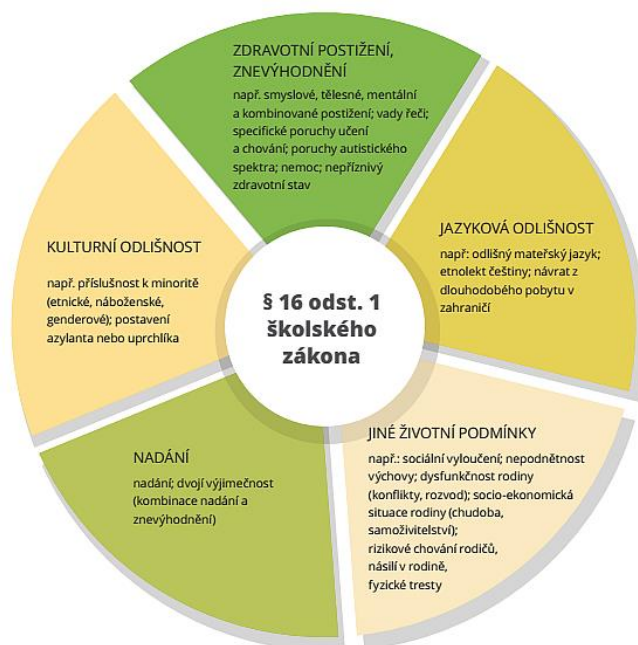 ZDRAVOTNÍ POSTIŽENÍ,
ZNEVÝHODNĚNÍ
např. smyslové, tělesné, mentální
a kombinované postižení; vady řeči;
specifické poruchy učení
a chování; poruchy autistického
spektra; nemoc; nepříznivý
zdravotní stav
JAZYKOVÁ ODLIŠNOST
např: odlišný mateřský jazyk;
etnolekt češtiny; návrat z
dlouhodobého pobytu v
zahraničí
KULTURNÍ ODLIŠNOST
např. příslušnost k minoritě
(etnické, náboženské,
genderové); postavení
azylanta nebo uprchlíka
§ 16 odst. 1
školského
zákona
JINÉ ŽIVOTNÍ PODMÍNKY
např.: sociální vyloučení; nepodnětnost
výchovy; dysfunkčnost rodiny
(konflikty, rozvod); socio-ekonomická
situace rodiny (chudoba,
samoživitelství);
rizikové chování rodičů,
násilí v rodině,
fyzické tresty
NADÁNÍ
nadání; dvojí výjimečnost
(kombinace nadání a
znevýhodnění)